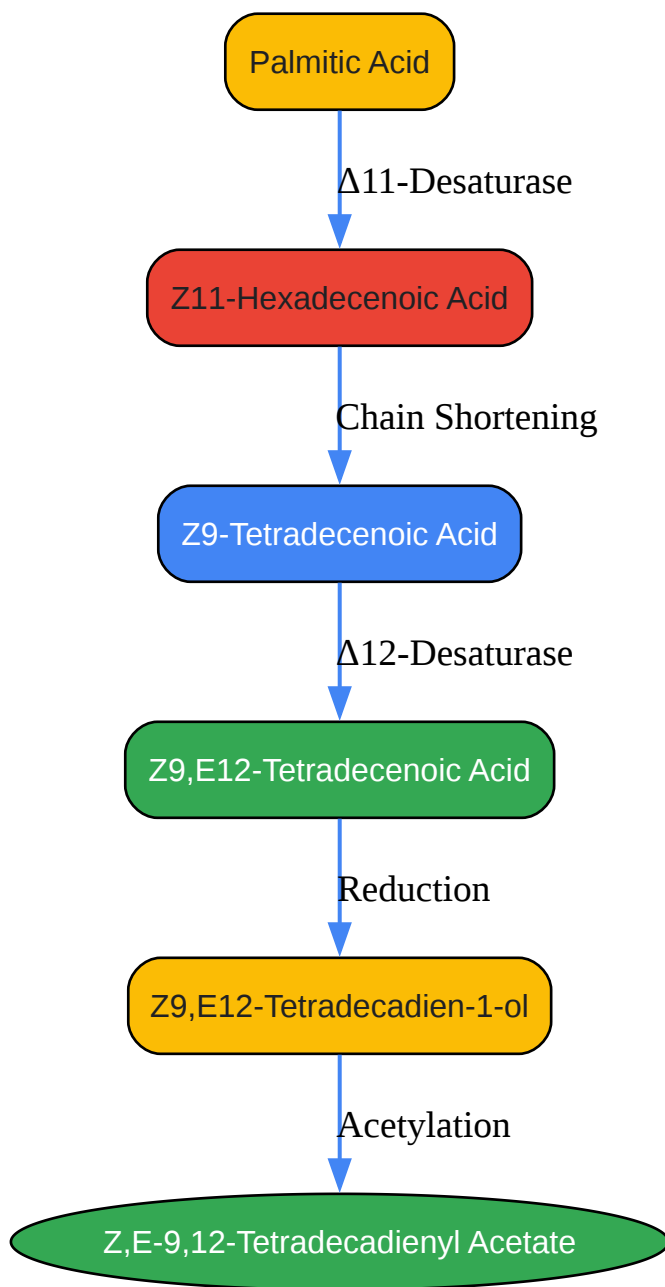 Palmitic Acid
Δ11-Desaturase
Z11-Hexadecenoic Acid
Chain Shortening
Z9-Tetradecenoic Acid
Δ12-Desaturase
Z9,E12-Tetradecenoic Acid
Reduction
Z9,E12-Tetradecadien-1-ol
Acetylation
Z,E-9,12-Tetradecadienyl Acetate